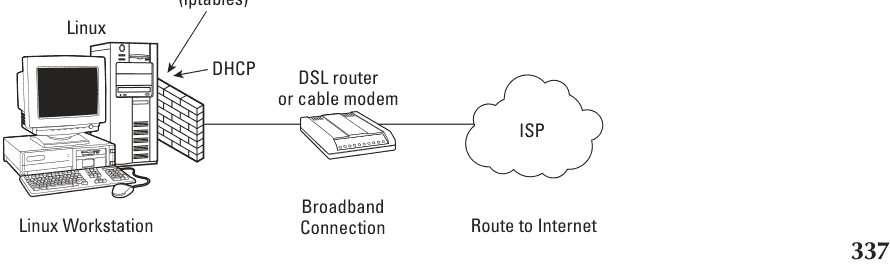 (iptables)
Linux
DHCP
DSL router
or cable modem
ISP
Linux Workstation
Broadband
Connection
Route to Internet
337